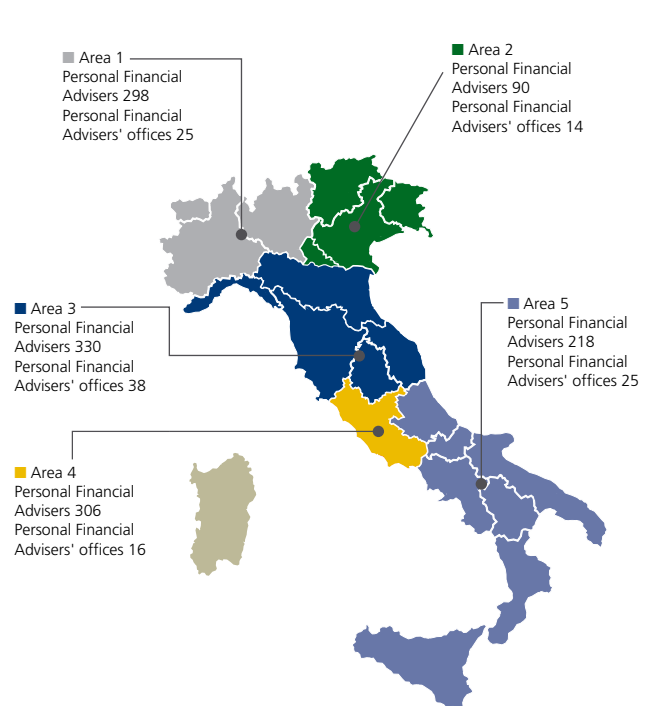 Area 1
Personal Financial
Advisers 298
Personal Financial
Advisers' offices 25
Area 2
Personal Financial
Advisers 90
Personal Financial
Advisers' offices 14
Area 3
Personal Financial
Advisers 330
Personal Financial
Advisers' offices 38
Area 5
Personal Financial
Advisers 218
Personal Financial
Advisers' offices 25
Area 4
Personal Financial
Advisers 306
Personal Financial
Advisers' offices 16